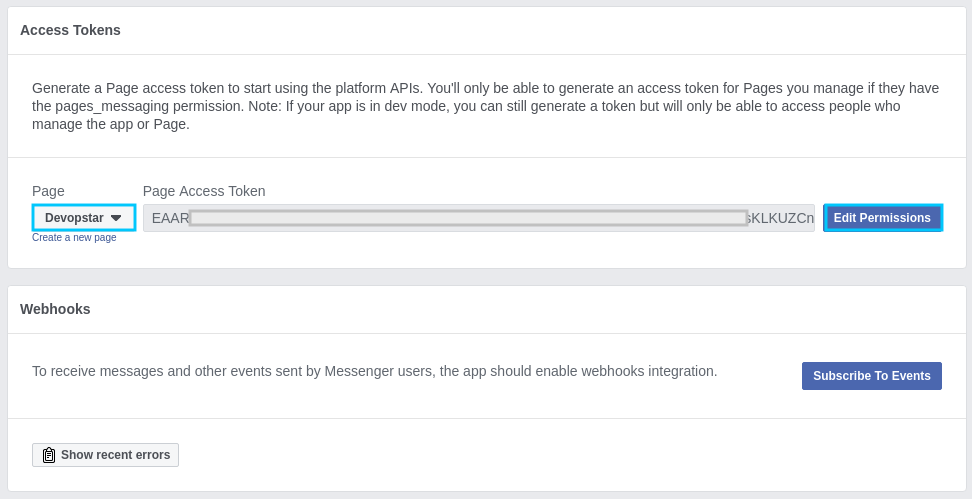 Access Tokens
Generate a Page access token to start using the platform APIs. You'll only be able to generate an access token for Pages you manage if they have
the pages_messaging permission. Note: If your app is in dev mode, you can still generate a token but will only be able to access people who
manage the app or Page.
Page Page Access Token
Devopstar EAAR sKLKUZCn Edit Permissions
Create a new page
Webhooks
To receive messages and other events sent by Messenger users, the app should enable webhooks integration.
Subscribe To Events
Show recent errors